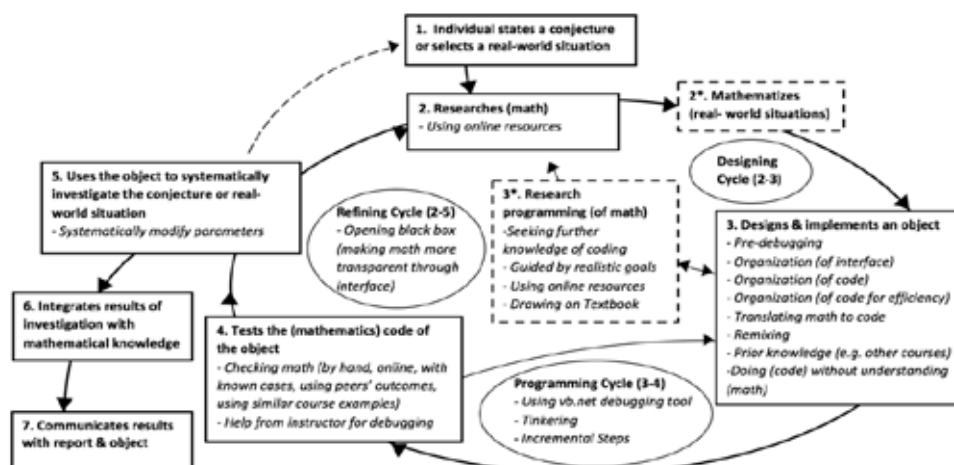 1. Individual states a conjecture
or selects a real-world situation
2. Researches (math)
- Using online resources
2*. Mathematizes
(real- world situations)
Designing
Cycle (2-3)
5. Uses the object to systematically
investigate the conjecture or real-
world situation
- Systematically modify parameters
Refining Cycle (2-5)
- Opening black box
(making math more
transparent through
interface)
3*. Research
programming (of math)
-Seeking further
knowledge of coding
- Guided by realistic goals
- Using online resources
- Drawing on Textbook
3. Designs & implements an object
- Pre-debugging
- Organization (of interface)
- Organization (of code)
- Organization (of code for efficiency)
- Translating math to code
- Remixing
- Prior knowledge (e.g. other courses)
-Doing (code) without understanding
(math)
6. Integrates results of
investigation with
mathematical knowledge
4. Tests the (mathematics) code of
the object
- Checking math (by hand, online, with
known cases, using peers' outcomes,
using similar course examples)
- Help from instructor for debugging
Programming Cycle (3-4)
- Using vb.net debugging tool
- Tinkering
- Incremental Steps
7. Communicates results
with report & object